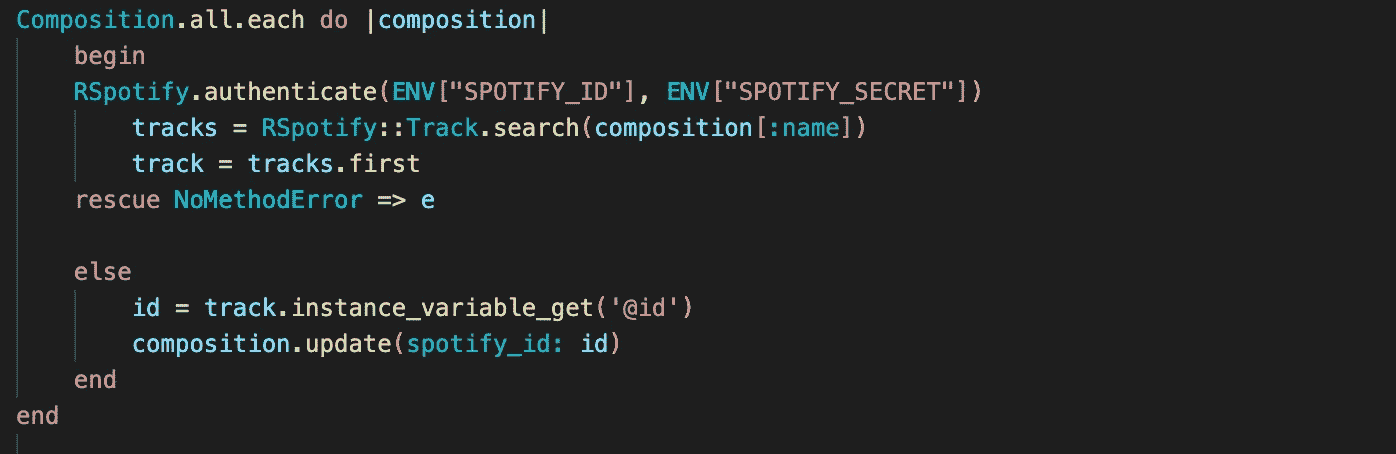 Composition.all.each do |composition|
    begin
    RSpotify.authenticate(ENV["SPOTIFY_ID"], ENV["SPOTIFY_SECRET"])
        tracks = RSpotify::Track.search(composition[:name])
        track = tracks.first
    rescue NoMethodError => e

    else
        id = track.instance_variable_get('@id')
        composition.update(spotify_id: id)
    end
end